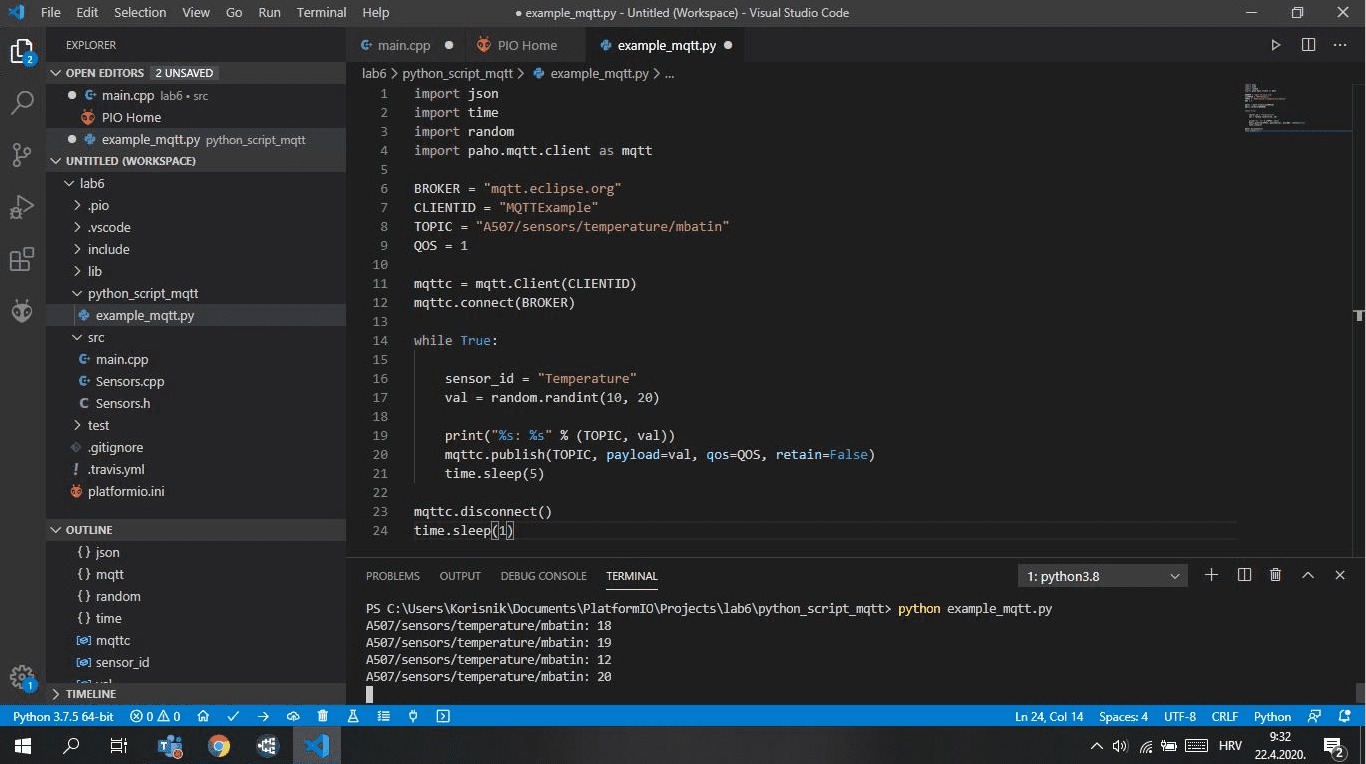 File Edit Selection View Go Run Terminal Help
● example_mqtt.py - Untitled (Workspace) - Visual Studio Code
EXPLORER
OPEN EDITORS 2 UNSAVED
main.cpp lab6 • src
PIO Home
example_mqtt.py python_script_mqtt
UNTITLED (WORKSPACE)
lab6
.pio
.vscode
include
lib
python_script_mqtt
example_mqtt.py
src
main.cpp
Sensors.cpp
Sensors.h
test
.gitignore
.travis.yml
platformio.ini
OUTLINE
{} json
{} mqtt
{} random
{} time
mqttc
sensor_id
TIMELINE
main.cpp PIO Home example_mqtt.py
lab6 > python_script_mqtt > example_mqtt.py > ...
1 import json
2 import time
3 import random
4 import paho.mqtt.client as mqtt
5
6 BROKER = "mqtt.eclipse.org"
7 CLIENTID = "MQTTExample"
8 TOPIC = "A507/sensors/temperature/mbatin"
9 QOS = 1
10
11 mqttc = mqtt.Client(CLIENTID)
12 mqttc.connect(BROKER)
13
14 while True:
15
16 sensor_id = "Temperature"
17 val = random.randint(10, 20)
18
19 print("%s: %s" % (TOPIC, val))
20 mqttc.publish(TOPIC, payload=val, qos=QOS, retain=False)
21 time.sleep(5)
22
23 mqttc.disconnect()
24 time.sleep(1)
PROBLEMS OUTPUT DEBUG CONSOLE TERMINAL 1: python3.8
PS C:\Users\Korisnik\Documents\PlatformIO\Projects\lab6\python_script_mqtt> python example_mqtt.py
A507/sensors/temperature/mbatin: 18
A507/sensors/temperature/mbatin: 19
A507/sensors/temperature/mbatin: 12
A507/sensors/temperature/mbatin: 20
2
1
Python 3.7.5 64-bit 0 0 Ln 24, Col 14 Spaces: 4 UTF-8 CRLF Python
HRV 9:32
22.4.2020. 2